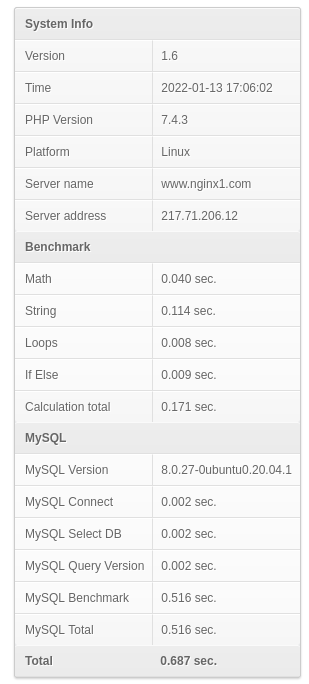 System Info
Version 1.6
Time 2022-01-13 17:06:02
PHP Version 7.4.3
Platform Linux
Server name www.nginx1.com
Server address 217.71.206.12
Benchmark
Math 0.040 sec.
String 0.114 sec.
Loops 0.008 sec.
If Else 0.009 sec.
Calculation total 0.171 sec.
MySQL
MySQL Version 8.0.27-0ubuntu0.20.04.1
MySQL Connect 0.002 sec.
MySQL Select DB 0.002 sec.
MySQL Query Version 0.002 sec.
MySQL Benchmark 0.516 sec.
MySQL Total 0.516 sec.
Total 0.687 sec.